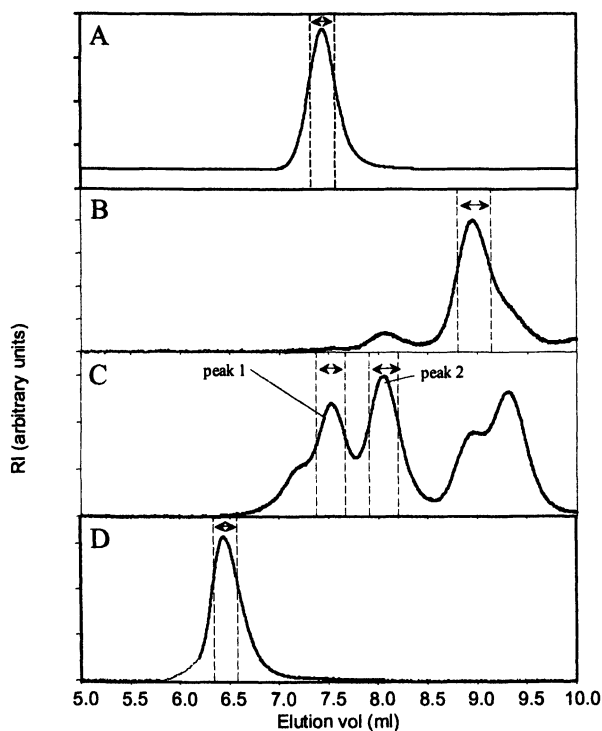 A
B
C
peak 1
peak 2
D
RI (arbitrary units)
5.0 5.5 6.0 6.5 7.0 7.5 8.0 8.5 9.0 9.5 10.0
Elution vol (ml)